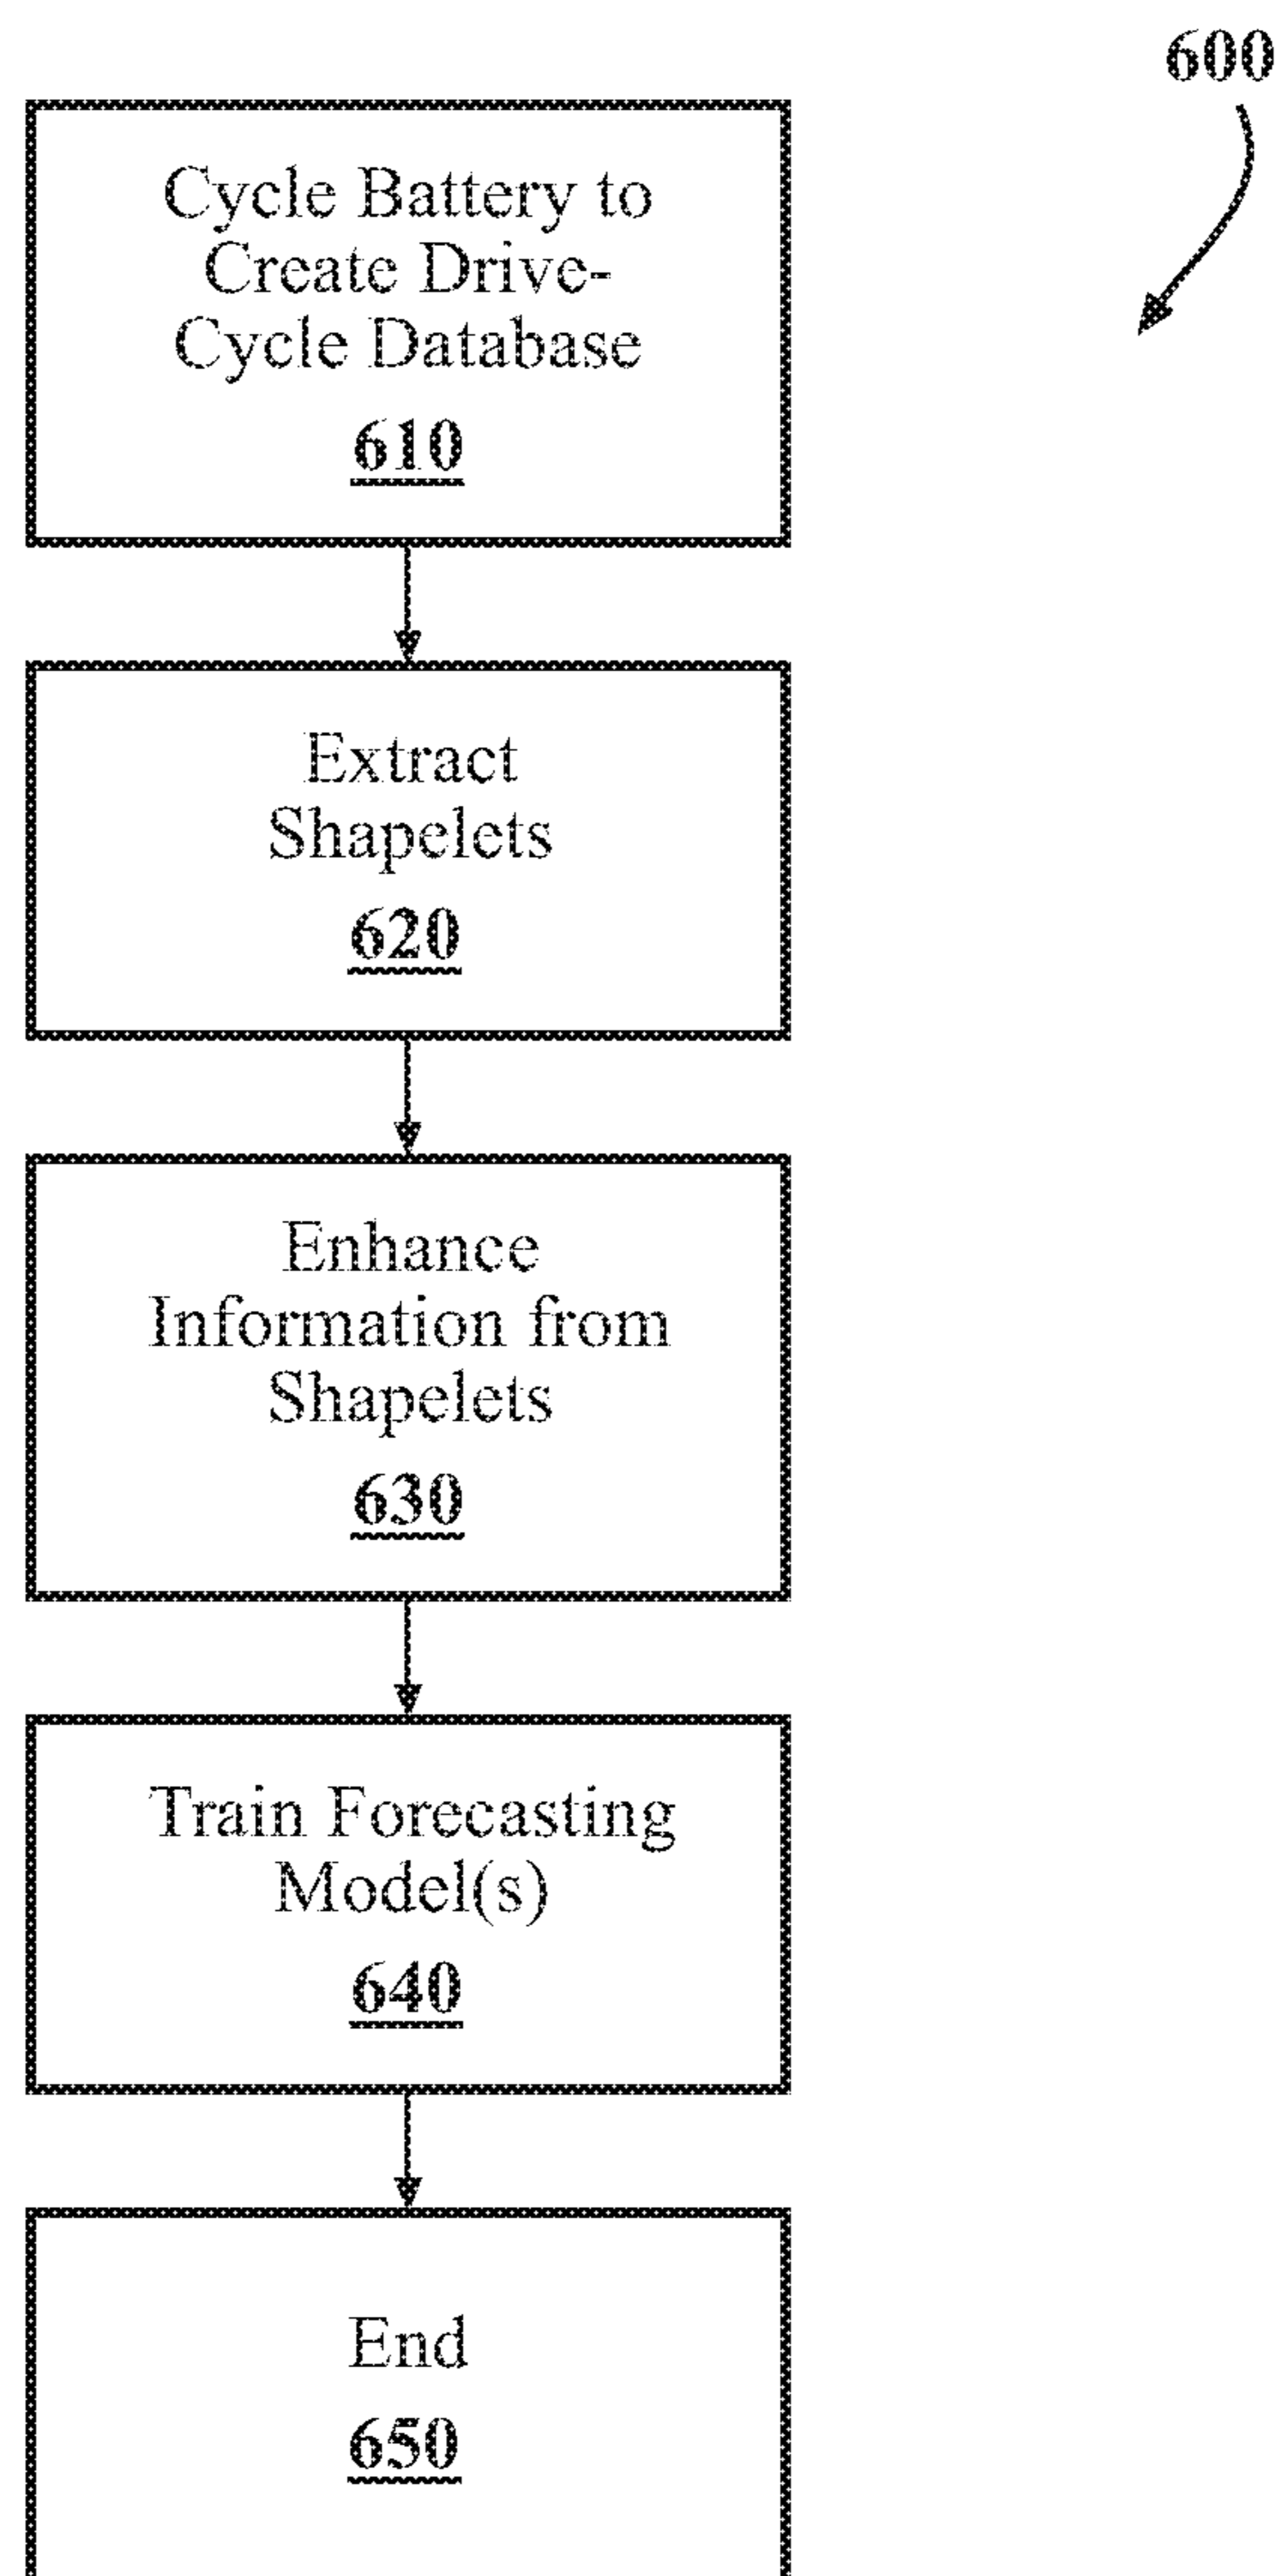 600
Cycle Battery to
Create Drive-
Cycle Database
610
Extract
Shapelets
620
Enhance
Information from
Shapelets
630
Train Forecasting
Model(s)
640
End
650